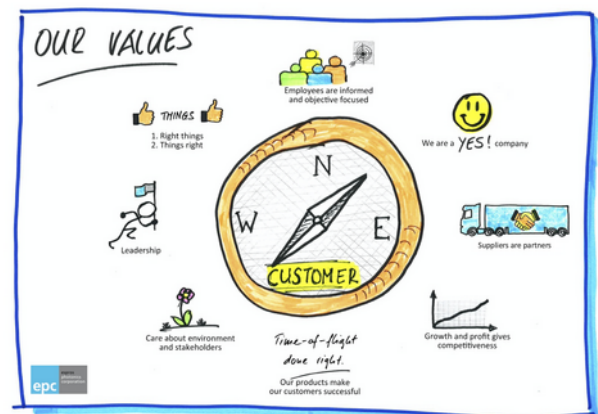 OUR VALUES
Employees are informed
and objective focused
THINGS
1. Right things
2. Things right
We are a YES! company
N
W
E
CUSTOMER
Leadership
Suppliers are partners
Care about environment
and stakeholders
Time-of-flight
done right.
Our products make
our customers successful
Growth and profit gives
competitiveness
epc